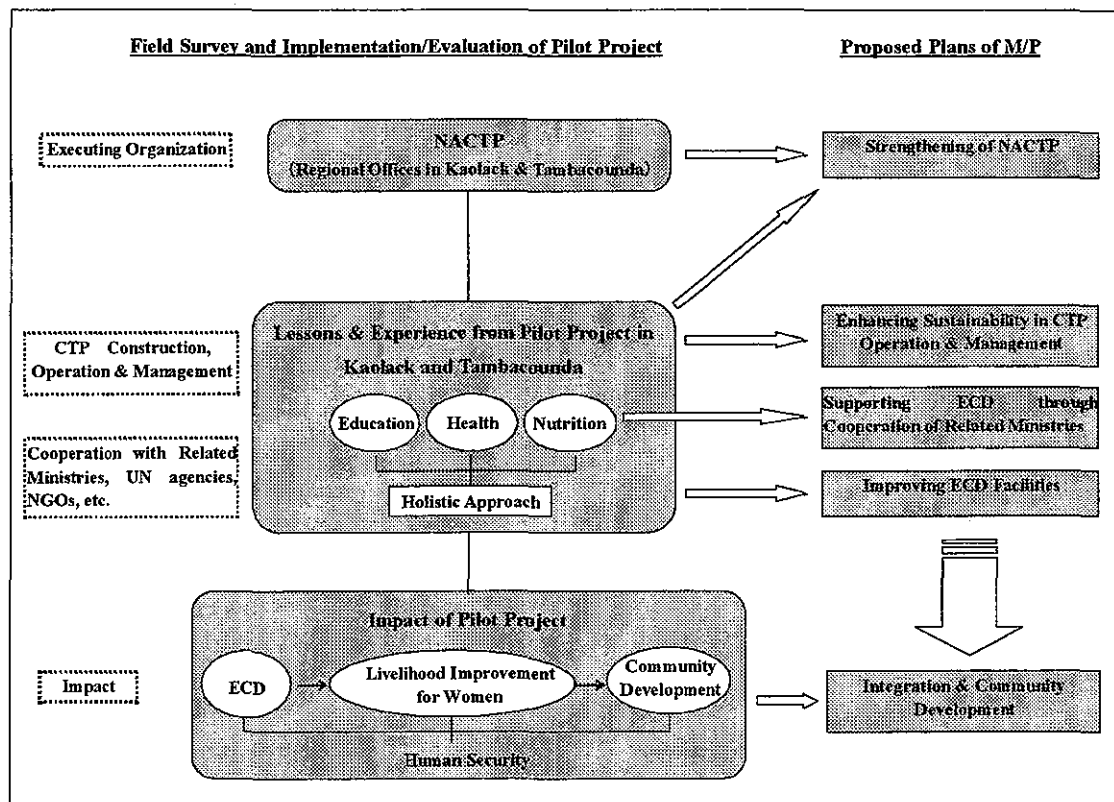 Field Survey and Implementation/Evaluation of Pilot Project
Proposed Plans of M/P
Executing Organization
NACTP
(Regional Offices in Kaolack & Tambacounda)
Strengthening of NACTP
CTP Construction,
Operation & Management
Lessons & Experience from Pilot Project in
Kaolack and Tambacounda
Education
Health
Nutrition
Holistic Approach
Enhancing Sustainability in CTP
Operation & Management
Supporting ECD through
Cooperation of Related Ministries
Improving ECD Facilities
Cooperation with Related
Ministries, UN agencies,
NGOs, etc.
Impact
Impact of Pilot Project
ECD
Livelihood Improvement
for Women
Community
Development
Human Security
Integration & Community
Development